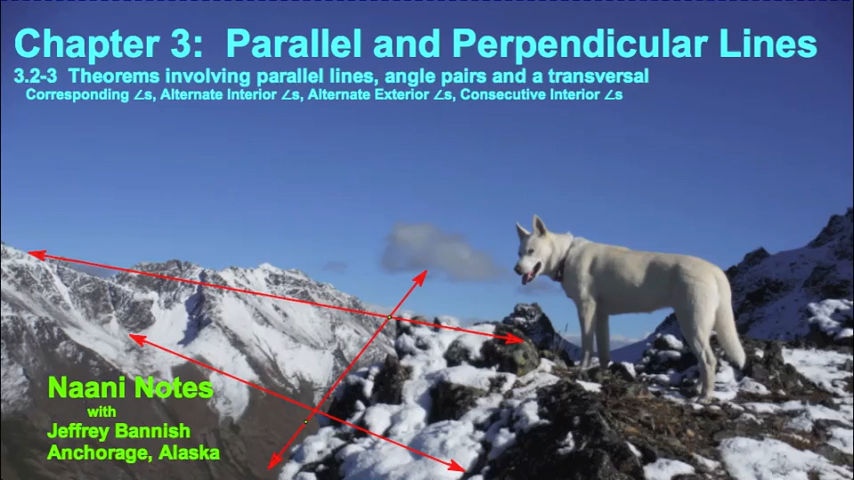 Chapter 3: Parallel and Perpendicular Lines
3.2-3 Theorems involving parallel lines, angle pairs and a transversal
Corresponding ∠s, Alternate Interior ∠s, Alternate Exterior ∠s, Consecutive Interior ∠s
Naani Notes
with
Jeffrey Bannish
Anchorage, Alaska